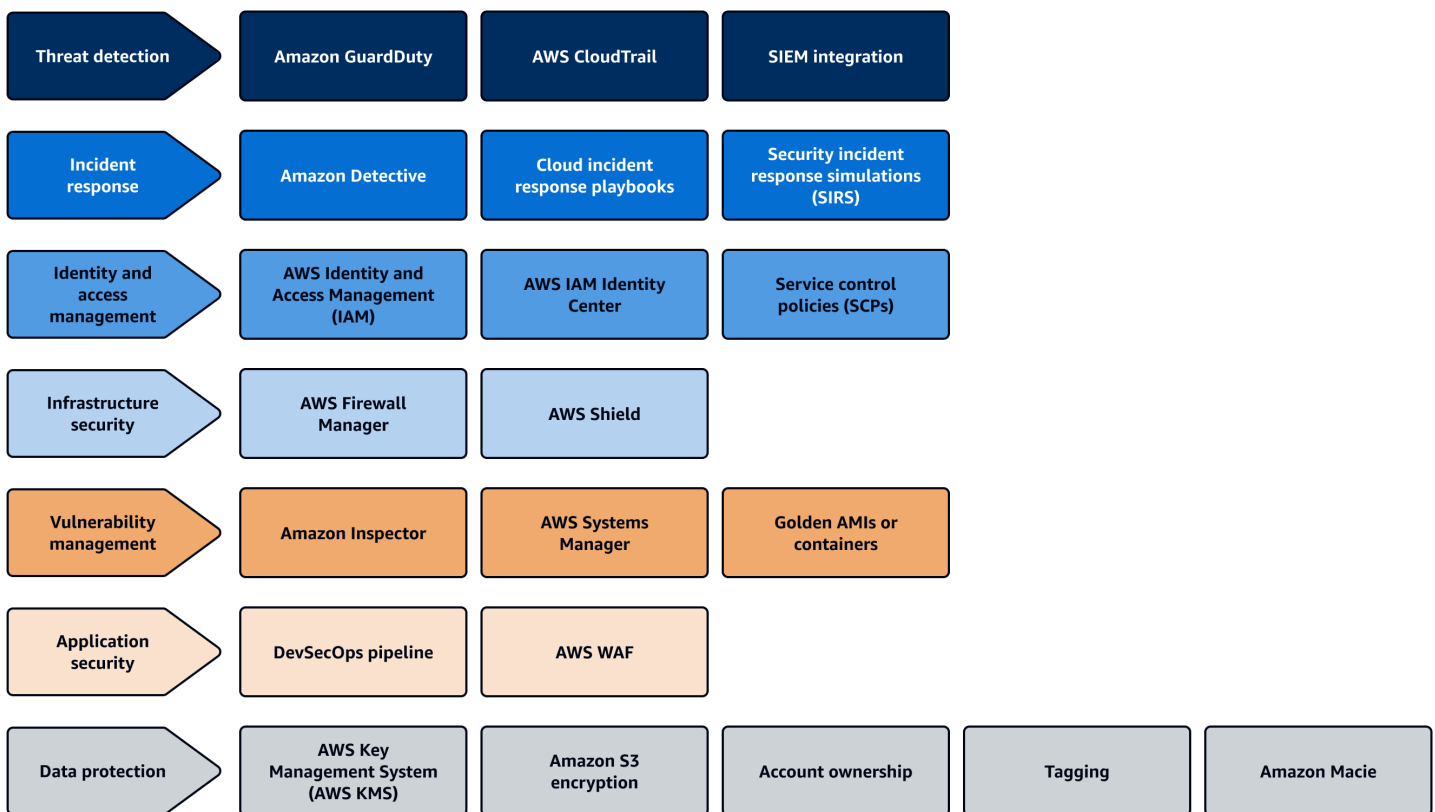 Threat detection
Amazon GuardDuty
AWS CloudTrail
SIEM integration
Incident
response
Amazon Detective
Cloud incident
response playbooks
Security incident
response simulations
(SIRS)
Identity and
access
management
AWS Identity and
Access Management
(IAM)
AWS IAM Identity
Center
Service control
policies (SCPs)
Infrastructure
security
AWS Firewall
Manager
AWS Shield
Vulnerability
management
Amazon Inspector
AWS Systems
Manager
Golden AMIs or
containers
Application
security
DevSecOps pipeline
AWS WAF
Data protection
AWS Key
Management System
(AWS KMS)
Amazon S3
encryption
Account ownership
Tagging
Amazon Macie